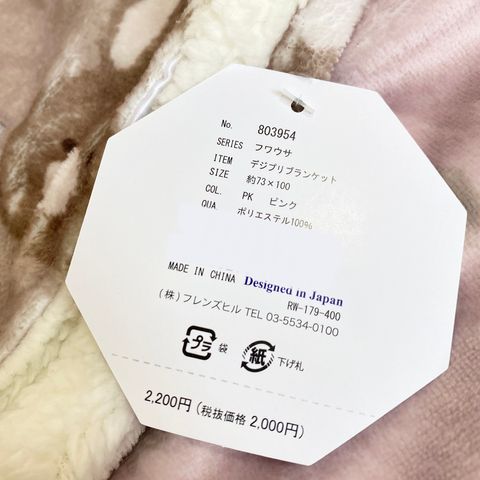 No. 803954
SERIES フワウサ
ITEM デジプリブランケット
SIZE 約73×100
COL. PK ピンク
QUA. ポリエステル100%
MADE IN CHINA Designed in Japan
RW-179-400
(株)フレンズヒル TEL 03-5534-0100
プラ 袋 紙 下げ札
2,200円(税抜価格 2,000円)